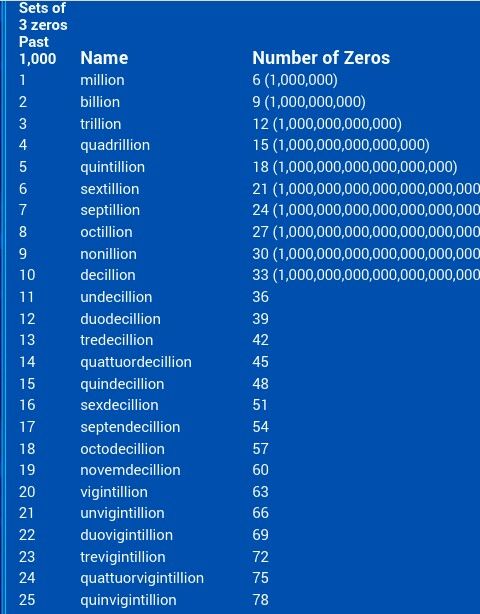 Sets of
3 zeros
Past
1,000 Name Number of Zeros
1 million 6 (1,000,000)
2 billion 9 (1,000,000,000)
3 trillion 12 (1,000,000,000,000)
4 quadrillion 15 (1,000,000,000,000,000)
5 quintillion 18 (1,000,000,000,000,000,000)
6 sextillion 21 (1,000,000,000,000,000,000,000
7 septillion 24 (1,000,000,000,000,000,000,000
8 octillion 27 (1,000,000,000,000,000,000,000
9 nonillion 30 (1,000,000,000,000,000,000,000
10 decillion 33 (1,000,000,000,000,000,000,000
11 undecillion 36
12 duodecillion 39
13 tredecillion 42
14 quattuordecillion 45
15 quindecillion 48
16 sexdecillion 51
17 septendecillion 54
18 octodecillion 57
19 novemdecillion 60
20 vigintillion 63
21 unvigintillion 66
22 duovigintillion 69
23 trevigintillion 72
24 quattuorvigintillion 75
25 quinvigintillion 78